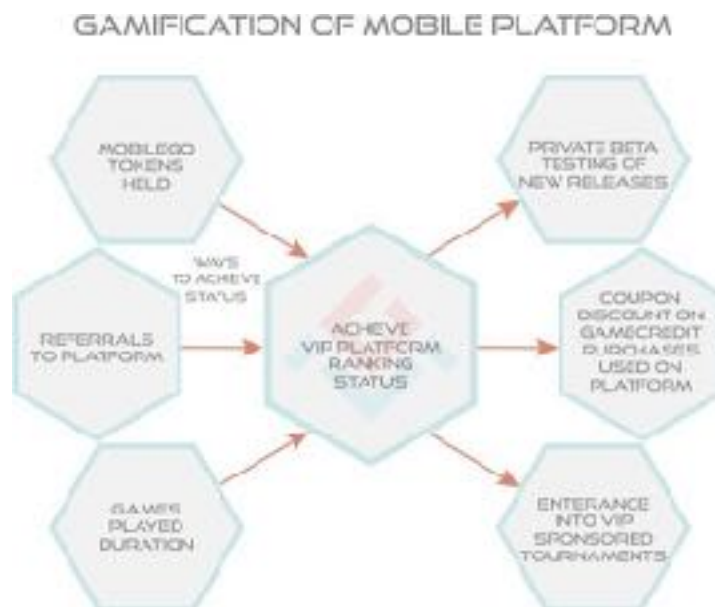 GAMIFICATION OF MOBILE PLATFORM
MOBILEGO
TOKENS
HELD
PRIVATE BETA
TESTING OF
NEW RELEASES
WAYS
TO ACHIEVE
STATUS
REFERRALS
TO PLATFORM
ACHIEVE
VIP PLATFORM
RANKING
STATUS
COUPON
DISCOUNT ON
GAMECREDIT
PURCHASES
USED ON
PLATFORM
GAMES
PLAYED
DURATION
ENTERANCE
INTO VIP
SPONSORED
TOURNAMENTS